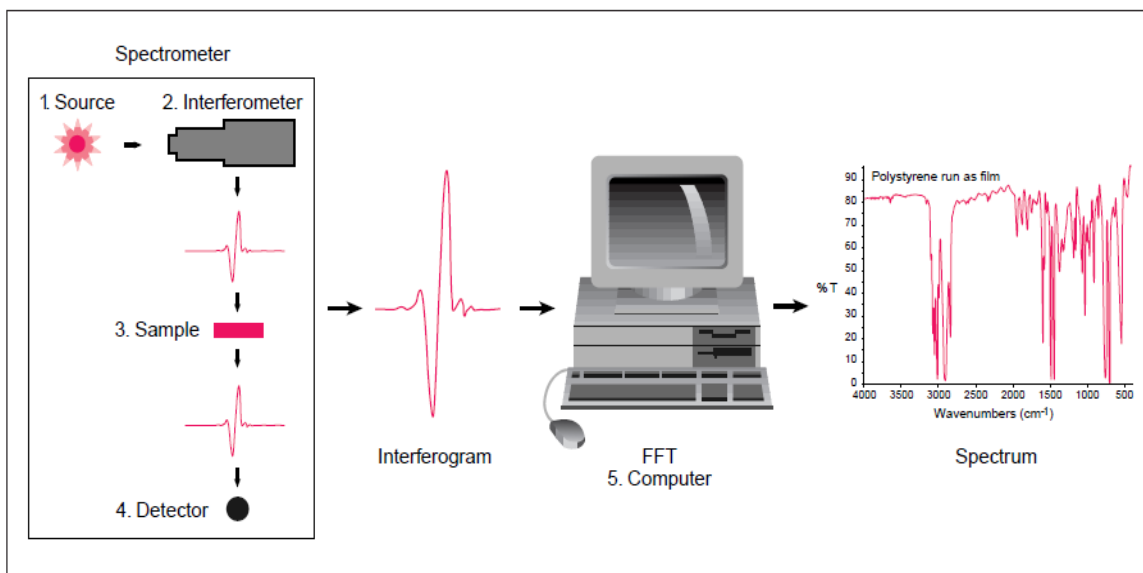 Spectrometer
1. Source
2. Interferometer
3. Sample
4. Detector
Interferogram
FFT
5. Computer
Polystyrene run as film
90
80
70
60
50
%T
40
30
20
10
0
4000 3000 2500 2000 1500 1000 500
Wavenumbers (cm-1)
Spectrum